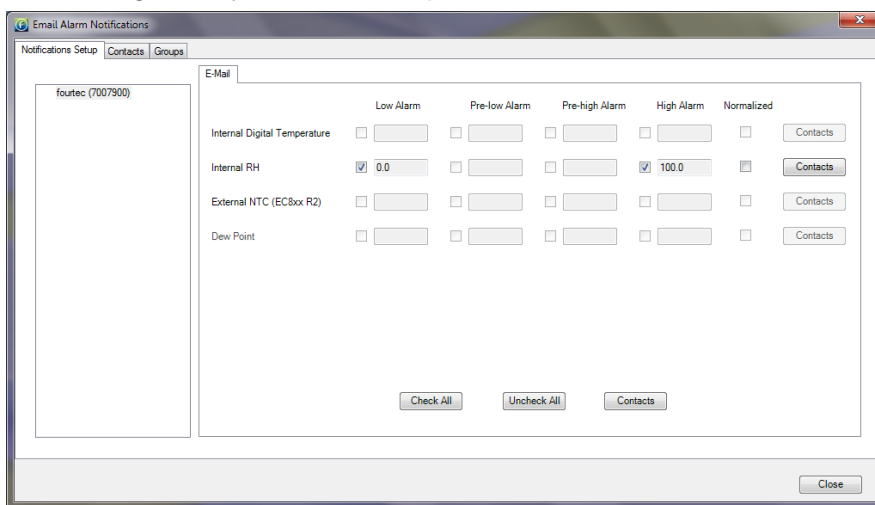 Email Alarm Notifications
Notifications Setup Contacts Groups
E-Mail
fourtec (7007900)
Low Alarm Pre-low Alarm Pre-high Alarm High Alarm Normalized
Internal Digital Temperature Contacts
Internal RH 0.0 100.0 Contacts
External NTC (EC8xx R2) Contacts
Dew Point Contacts
Check All Uncheck All Contacts
Close